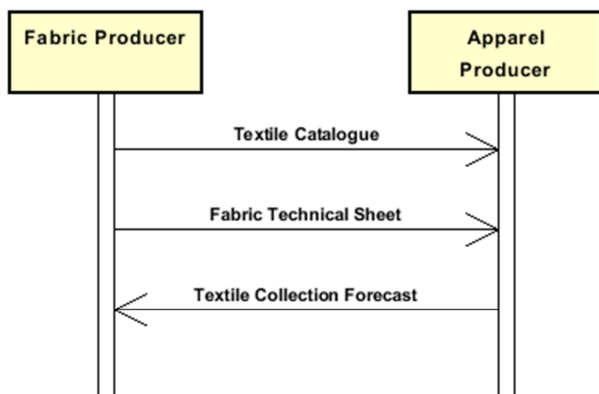 Fabric Producer
Apparel
Producer
Textile Catalogue
Fabric Technical Sheet
Textile Collection Forecast